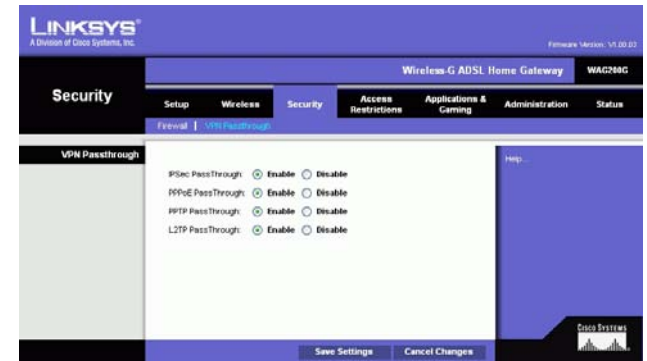 LINKSYS®
A Division of Cisco Systems, Inc.
Firmware Version: V1.00.03
Wireless-G ADSL Home Gateway WAG200G
Security
Setup Wireless Security Access Restrictions Applications & Gaming Administration Status
Firewall | VPN Passthrough
VPN Passthrough
IPSec PassThrough: Enable Disable
PPPoE PassThrough: Enable Disable
PPTP PassThrough: Enable Disable
L2TP PassThrough: Enable Disable
Help...
Save Settings Cancel Changes
CISCO SYSTEMS